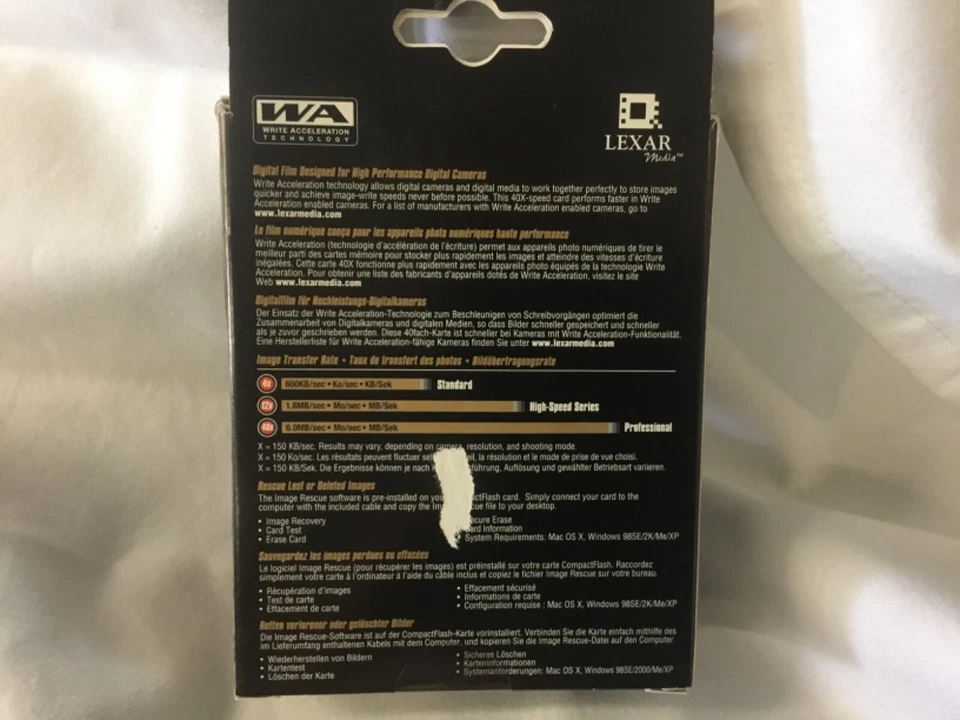 WA
WRITE ACCELERATION
TECHNOLOGY
LEXAR
Media™
Digital Film Designed for High Performance Digital Cameras
Write Acceleration technology allows digital cameras and digital media to work together perfectly to store images
quicker and achieve image-write speeds never before possible. This 40X-speed card performs faster in Write
Acceleration enabled cameras. For a list of manufacturers with Write Acceleration enabled cameras, go to
www.lexarmedia.com
Le film numérique conçu pour les appareils photo numériques haute performance
Write Acceleration (technologie d'accélération de l'écriture) permet aux appareils photo numériques de tirer le
meilleur parti des cartes mémoire pour stocker plus rapidement les images et atteindre des vitesses d'écriture
inégalées. Cette carte 40X fonctionne plus rapidement avec les appareils photo équipés de la technologie Write
Acceleration. Pour obtenir une liste des fabricants d'appareils dotés de Write Acceleration, visitez le site
Web www.lexarmedia.com
Digitalfilm für Hochleistungs-Digitalkameras
Der Einsatz der Write Acceleration-Technologie zum Beschleunigen von Schreibvorgängen optimiert die
Zusammenarbeit von Digitalkameras und digitalen Medien, so dass Bilder schneller gespeichert und schneller
als je zuvor geschrieben werden. Diese 40fach-Karte ist schneller bei Kameras mit Write Acceleration-Funktionalität.
Eine Herstellerliste für Write Acceleration-fähige Kameras finden Sie unter www.lexarmedia.com
Image Transfer Rate • Taux de transfert des photos • Bildübertragungsrate
4x 600KB/sec • Ko/sec • KB/Sek Standard
12x 1.8MB/sec • Mo/sec • MB/Sek High-Speed Series
40x 6.0MB/sec • Mo/sec • MB/Sek Professional
X = 150 KB/sec. Results may vary, depending on camera, resolution, and shooting mode.
X = 150 Ko/sec. Les résultats peuvent fluctuer la résolution et le mode de prise de vue choisi.
X = 150 KB/Sek. Die Ergebnisse können je nach Auflösung und gewählter Betriebsart variieren.
Rescue Lost or Deleted Images
The Image Rescue software is pre-installed on card. Simply connect your card to the
computer with the included cable and copy the file to your desktop.
• Image Recovery
• Card Test
• Erase Card
Erase
Information
System Requirements: Mac OS X, Windows 98SE/2K/Me/XP
Sauvegardez les images perdues ou effacées
Le logiciel Image Rescue (pour récupérer les images) est préinstallé sur votre carte CompactFlash. Raccordez
simplement votre carte à l'ordinateur à l'aide du câble inclus et copiez le fichier Image Rescue sur votre bureau.
• Récupération d'images
• Test de carte
• Effacement de carte
• Effacement sécurisé
• Informations de carte
• Configuration requise : Mac OS X, Windows 98SE/2K/Me/XP
Retten verlorener oder gelöschter Bilder
Die Image Rescue-Software ist auf der CompactFlash-Karte vorinstalliert. Verbinden Sie die Karte einfach mithilfe des
im Lieferumfang enthaltenen Kabels mit dem Computer, und kopieren Sie die Image Rescue-Datei auf den Computer.
• Wiederherstellen von Bildern
• Kartentest
• Löschen der Karte
• Sicheres Löschen
• Karteninformationen
• Systemanforderungen: Mac OS X, Windows 98SE/2000/Me/XP